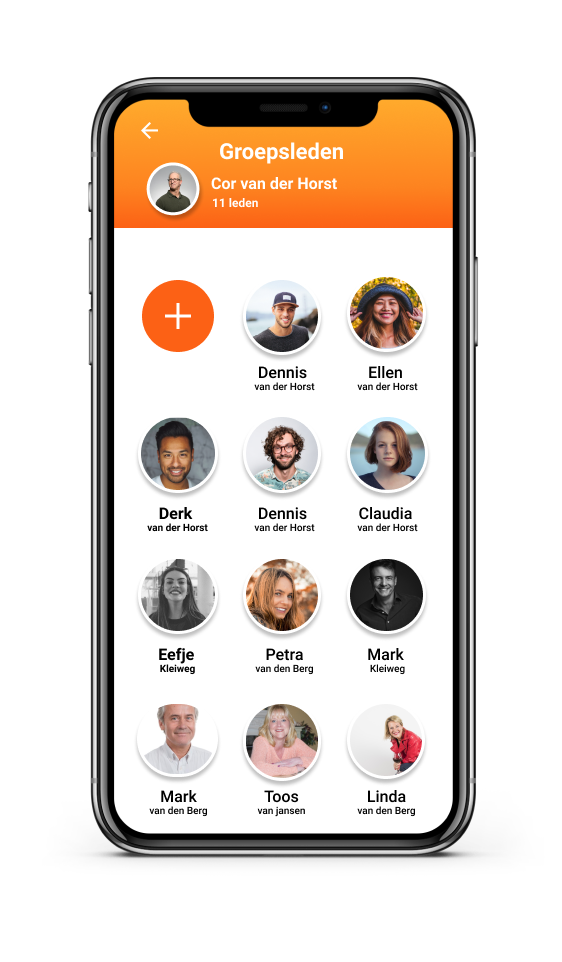 Groepsleden
Cor van der Horst
11 leden
Dennis
van der Horst
Ellen
van der Horst
Derk
van der Horst
Dennis
van der Horst
Claudia
van der Horst
Eefje
Kleiweg
Petra
van den Berg
Mark
Kleiweg
Mark
van den Berg
Toos
van jansen
Linda
van den Berg